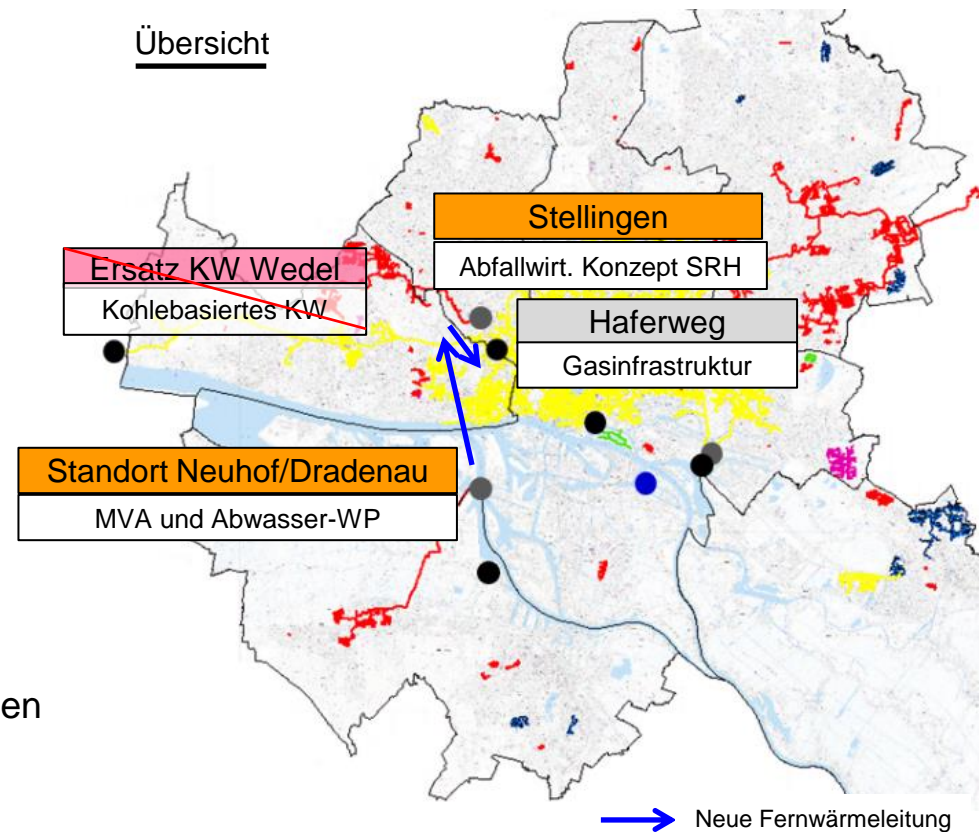 Übersicht
Stellingen
Abfallwirt. Konzept SRH
Ersatz KW Wedel
Kohlebasiertes KW
Haferweg
Gasinfrastruktur
Standort Neuhof/Dradenau
MVA und Abwasser-WP
en
Neue Fernwärmeleitung